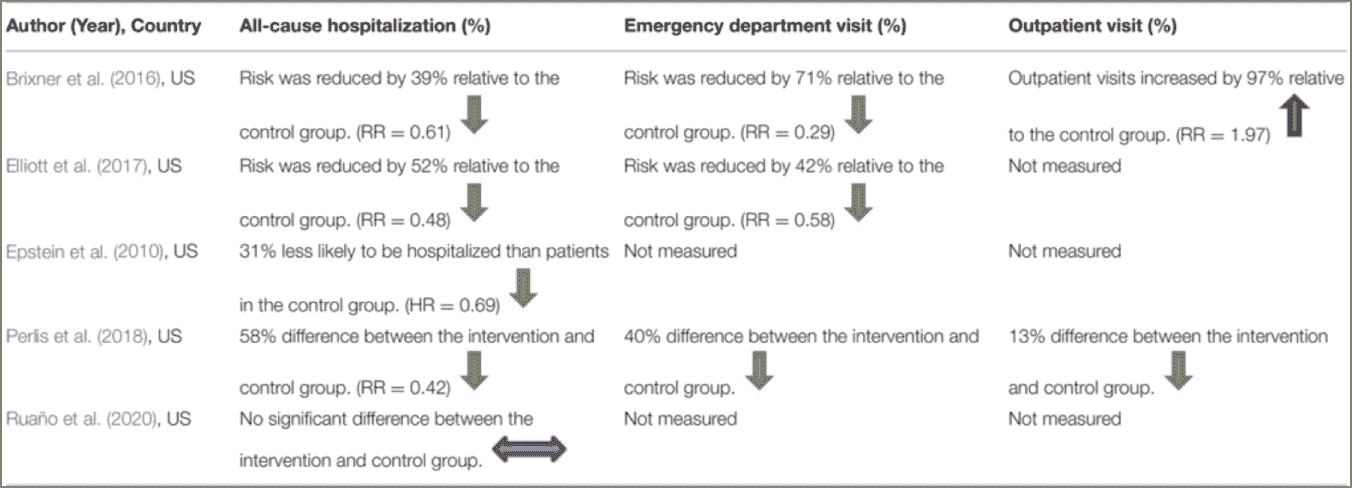 Author (Year), Country All-cause hospitalization (%) Emergency department visit (%) Outpatient visit (%)
Brixner et al. (2016), US Risk was reduced by 39% relative to the Risk was reduced by 71% relative to the Outpatient visits increased by 97% relative
control group. (RR = 0.61) control group. (RR = 0.29) to the control group. (RR = 1.97)
Elliott et al. (2017), US Risk was reduced by 52% relative to the Risk was reduced by 42% relative to the Not measured
control group. (RR = 0.48) control group. (RR = 0.58)
Epstein et al. (2010), US 31% less likely to be hospitalized than patients Not measured Not measured
in the control group. (HR = 0.69)
Perlis et al. (2018), US 58% difference between the intervention and 40% difference between the intervention and 13% difference between the intervention
control group. (RR = 0.42) control group. and control group.
Ruaño et al. (2020), US No significant difference between the Not measured Not measured
intervention and control group.